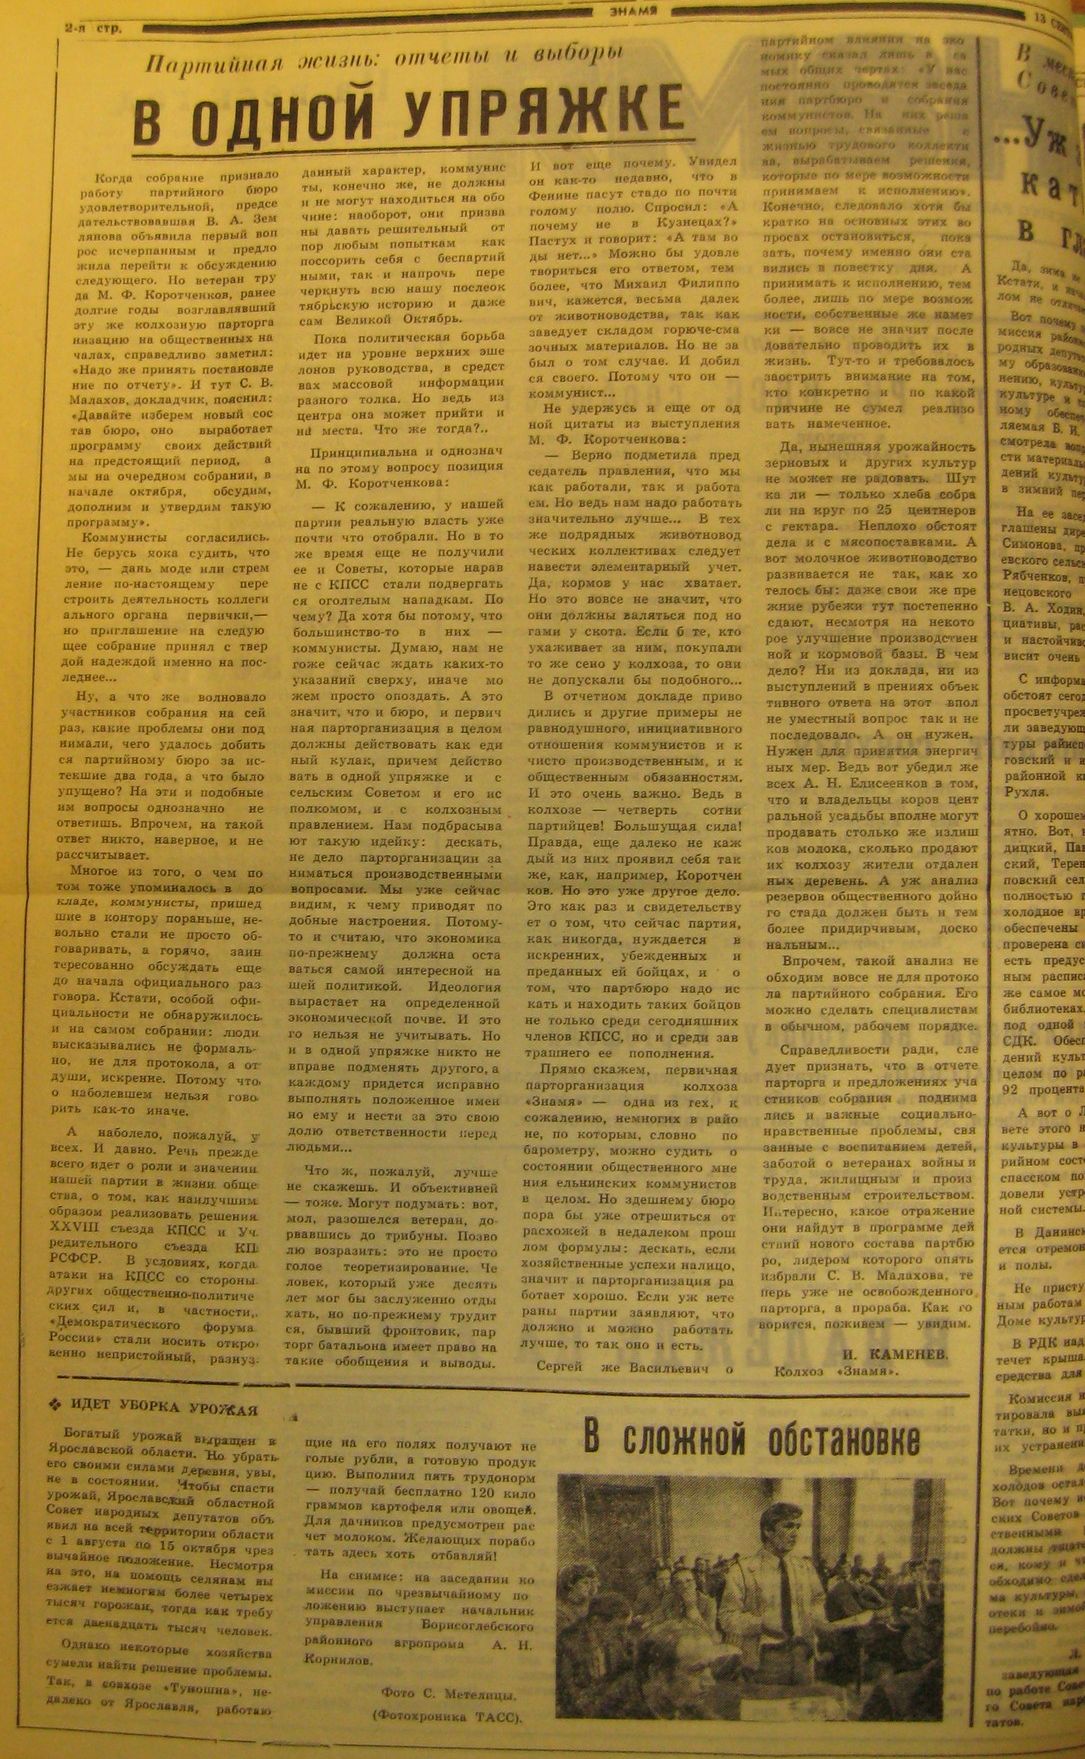 2-я стр.
ЗНАМЯ
Партийная жизнь: отчеты и выборы
В ОДНОЙ УПРЯЖКЕ
Когда собрание признало
работу партийного бюро
удовлетворительной, предсе
дательствовавшая В. А. Зем
лянова объявила первый воп
рос исчерпанным и предло
жила перейти к обсуждению
следующего. Но ветеран тру
да М. Ф. Коротченков, ранее
долгие годы возглавлявший
эту же колхозную парторга
низацию на общественных на
чалах, справедливо заметил:
«Надо же принять постановле
ние по отчету». И тут С. В.
Малахов, докладчик, пояснил:
«Давайте изберем новый сос
тав бюро, оно выработает
программу своих действий
на предстоящий период, а
мы на очередном собрании, в
начале октября, обсудим,
дополним и утвердим такую
программу».
Коммунисты согласились.
Не берусь пока судить, что
это, — дань моде или стрем
ление по-настоящему пере
строить деятельность коллеги
ального органа первички,—
но приглашение на следую
щее собрание принял с твер
дой надеждой именно на пос-
леднее...
Ну, а что же волновало
участников собрания на сей
раз, какие проблемы они под
нимали, чего удалось добить
ся партийному бюро за ис-
текшие два года, а что было
упущено? На эти и подобные
им вопросы однозначно не
ответишь. Впрочем, на такой
ответ никто, наверное, и не
рассчитывает.
Многое из того, о чем по
том тоже упоминалось в до
кладе, коммунисты, пришед
шие в контору пораньше, не-
вольно стали не просто об-
говаривать, а горячо, заин
тересованно обсуждать еще
до начала официального раз
говора. Кстати, особой офи-
циальности не обнаружилось
и на самом собрании: люди
высказывались не формаль-
но, не для протокола, а от
души, искренне. Потому что,
о наболевшем нельзя гово
рить как-то иначе.
А наболело, пожалуй, у
всех. И давно. Речь прежде
всего идет о роли и значении
нашей партии в жизни обще
ства, о том, как наилучшим
образом реализовать решения
XXVIII съезда КПСС и Уч
редительного съезда КП
РСФСР. В условиях, когда
атаки на КПСС со стороны
других общественно-политиче
ских сил и, в частности,
«Демократического форума
России» стали носить откро
венно непристойный, разнуз
данный характер, коммунис
ты, конечно же, не должны
и не могут находиться на обо
чине: наоборот, они призва
ны давать решительный от
пор любым попыткам как
поссорить себя с беспартий
ными, так и напрочь пере
черкнуть всю нашу послеок
тябрьскую историю и даже
сам Великой Октябрь.
Пока политическая борьба
идет на уровне верхних эше
лонов руководства, в средст
вах массовой информации
разного толка. Но ведь из
центра она может прийти и
на места. Что же тогда?..
Принципиальна и однознач
на по этому вопросу позиция
М. Ф. Коротченкова:
— К сожалению, у нашей
партии реальную власть уже
почти что отобрали. Но в то
же время еще не получили
ее и Советы, которые нарав
не с КПСС стали подвергать
ся оголтелым нападкам. По
чему? Да хотя бы потому, что
большинство-то в них —
коммунисты. Думаю, нам не
гоже сейчас ждать каких-то
указаний сверху, иначе мо
жем просто опоздать. А это
значит, что и бюро, и первич
ная парторганизация в целом
должны действовать как еди
ный кулак, причем действо
вать в одной упряжке и с
сельским Советом и его ис
полкомом, и с колхозным
правлением. Нам подбрасыва
ют такую идейку: дескать,
не дело парторганизации за
ниматься производственными
вопросами. Мы уже сейчас
видим, к чему приводят по
добные настроения. Потому-
то и считаю, что экономика
по-прежнему должна оста
ваться самой интересной на
шей политикой. Идеология
вырастает на определенной
экономической почве. И это
го нельзя не учитывать. Но
и в одной упряжке никто не
вправе подменять другого, а
каждому придется исправно
выполнять положенное имен
но ему и нести за это свою
долю ответственности перед
людьми...
Что ж, пожалуй, лучше
не скажешь. И объективней
— тоже. Могут подумать: вот,
мол, разошелся ветеран, до-
рвавшись до трибуны. Позво
лю возразить: это не просто
голое теоретизирование. Че
ловек, который уже десять
лет мог бы заслуженно отды
хать, но по-прежнему трудит
ся, бывший фронтовик, пар
торг батальона имеет право на
такие обобщения и выводы.
И вот еще почему. Увидел
он как-то недавно, что в
Фенине пасут стадо по почти
голому полю. Спросил: «А
почему не в Кузнецах?»
Пастух и говорит: «А там во
ды нет...» Можно бы удовле
твориться его ответом, тем
более, что Михаил Филиппо
вич, кажется, весьма далек
от животноводства, так как
заведует складом горюче-сма
зочных материалов. Но не за
был о том случае. И добил
ся своего. Потому что он —
коммунист...
Не удержусь и еще от од
ной цитаты из выступления
М. Ф. Коротченкова:
— Верно подметила пред
седатель правления, что мы
как работали, так и работа
ем. Но ведь нам надо работать
значительно лучше... В тех
же подрядных животновод
ческих коллективах следует
навести элементарный учет.
Да, кормов у нас хватает.
Но это вовсе не значит, что
они должны валяться под но
гами у скота. Если б те, кто
ухаживает за ним, покупали
то же сено у колхоза, то они
не допускали бы подобного...
В отчетном докладе приво
дились и другие примеры не
равнодушного, инициативного
отношения коммунистов и к
чисто производственным, и к
общественным обязанностям.
И это очень важно. Ведь в
колхозе — четверть сотни
партийцев! Большущая сила!
Правда, еще далеко не каж
дый из них проявил себя так
же, как, например, Коротчен
ков. Но это уже другое дело.
Это как раз и свидетельству
ет о том, что сейчас партия,
как никогда, нуждается в
искренних, убежденных и
преданных ей бойцах, и о
том, что партбюро надо ис
кать и находить таких бойцов
не только среди сегодняшних
членов КПСС, но и среди зав
трашнего ее пополнения.
Прямо скажем, первичная
парторганизация колхоза
«Знамя» — одна из тех, к
сожалению, немногих в райо
не, по которым, словно по
барометру, можно судить о
состоянии общественного мне
ния ельнинских коммунистов
в целом. Но здешнему бюро
пора бы уже отрешиться от
расхожей в недалеком прош
лом формулы: дескать, если
хозяйственные успехи налицо,
значит и парторганизация ра
ботает хорошо. Если уж вете
раны партии заявляют, что
должно и можно работать
лучше, то так оно и есть.
Сергей же Васильевич о
партийном влиянии на эко
номику сказал лишь в са
мых общих чертах: «У нас
постоянно проводятся заседа
ния партбюро и собрания
коммунистов. На них реша
ем вопросы, связанные с
жизнью трудового коллекти
ва, вырабатываем решения,
которые по мере возможности
принимаем к исполнению».
Конечно, следовало хотя бы
кратко на основных этих во
просах остановиться, пока
зать, почему именно они ста
вились в повестку дня. А
принимать к исполнению, тем
более, лишь по мере возмож
ности, собственные же намет
ки — вовсе не значит после
довательно проводить их в
жизнь. Тут-то и требовалось
заострить внимание на том,
кто конкретно и по какой
причине не сумел реализо
вать намеченное.
Да, нынешняя урожайность
зерновых и других культур
не может не радовать. Шут
ка ли — только хлеба собра
ли на круг по 25 центнеров
с гектара. Неплохо обстоят
дела и с мясопоставками. А
вот молочное животноводство
развивается не так, как хо
телось бы: даже свои же пре
жние рубежи тут постепенно
сдают, несмотря на некото
рое улучшение производствен
ной и кормовой базы. В чем
дело? Ни из доклада, ни из
выступлений в прениях объек
тивного ответа на этот впол
не уместный вопрос так и не
последовало. А он нужен.
Нужен для принятия энергич
ных мер. Ведь вот убедил же
всех А. Н. Елисеенков в том,
что и владельцы коров цент
ральной усадьбы вполне могут
продавать столько же излиш
ков молока, сколько продают
их колхозу жители отдален
ных деревень. А уж анализ
резервов общественного дойно
го стада должен быть и тем
более придирчивым, доско
нальным...
Впрочем, такой анализ не
обходим вовсе не для протоко
ла партийного собрания. Его
можно сделать специалистам
в обычном, рабочем порядке.
Справедливости ради, сле
дует признать, что в отчете
парторга и предложениях уча
стников собрания поднима
лись и важные социально-
нравственные проблемы, свя
занные с воспитанием детей,
заботой о ветеранах войны и
труда, жилищным и произ
водственным строительством.
Интересно, какое отражение
они найдут в программе дей
ствий нового состава партбю
ро, лидером которого опять
избрали С. В. Малахова, те
перь уже не освобожденного
парторга, а прораба. Как го
ворится, поживем — увидим.
И. КАМЕНЕВ.
Колхоз «Знамя».
❖ ИДЕТ УБОРКА УРОЖАЯ
Богатый урожай выращен в
Ярославской области. Но убрать
его своими силами деревня, увы,
не в состоянии. Чтобы спасти
урожай, Ярославский областной
Совет народных депутатов объ
явил на всей территории области
с 1 августа по 15 октября чрез
вычайное положение. Несмотря
на это, на помощь селянам вы
езжает немногим более четырех
тысяч горожан, тогда как требу
ется двенадцать тысяч человек.
Однако некоторые хозяйства
сумели найти решение проблемы.
Так, в совхозе «Туношна», не-
далеко от Ярославля, работаю
щие на его полях получают не
голые рубли, а готовую продук
цию. Выполнил пять трудонорм
— получай бесплатно 120 кило
граммов картофеля или овощей.
Для дачников предусмотрен рас
чет молоком. Желающих порабо
тать здесь хоть отбавляй!
На снимке: на заседании ко
миссии по чрезвычайному по
ложению выступает начальник
управления Борисоглебского
районного агропрома А. И.
Корнилов.
Фото С. Метелицы.
(Фотохроника ТАСС).
В СЛОЖНОЙ ОБСТАНОВКЕ